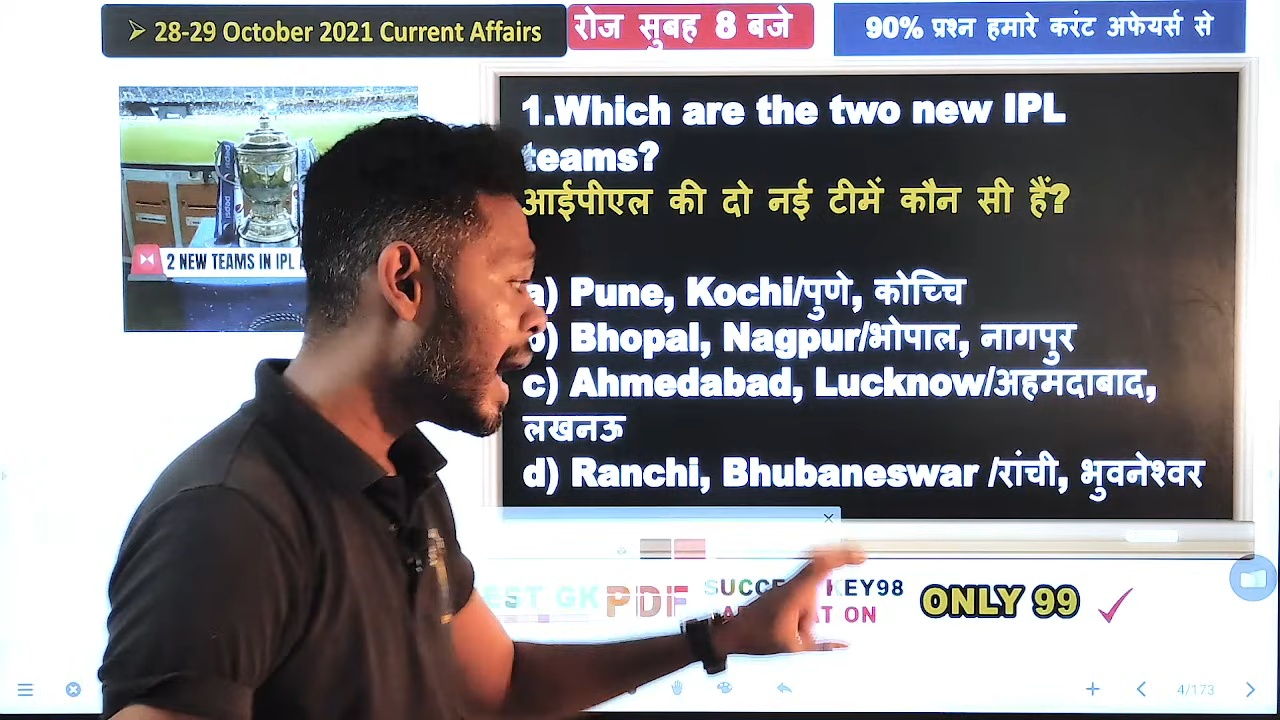 28-29 October 2021 Current Affairs
रोज सुबह 8 बजे
90% प्रश्न हमारे करंट अफेयर्स से
2 NEW TEAMS IN IPL
1.Which are the two new IPL
teams?
आईपीएल की दो नई टीमें कौन सी हैं?
a) Pune, Kochi/पुणे, कोच्चि
b) Bhopal, Nagpur/भोपाल, नागपुर
c) Ahmedabad, Lucknow/अहमदाबाद,
लखनऊ
d) Ranchi, Bhubaneswar /रांची, भुवनेश्वर
GK PDF
KEY98
ONLY 99
4/173